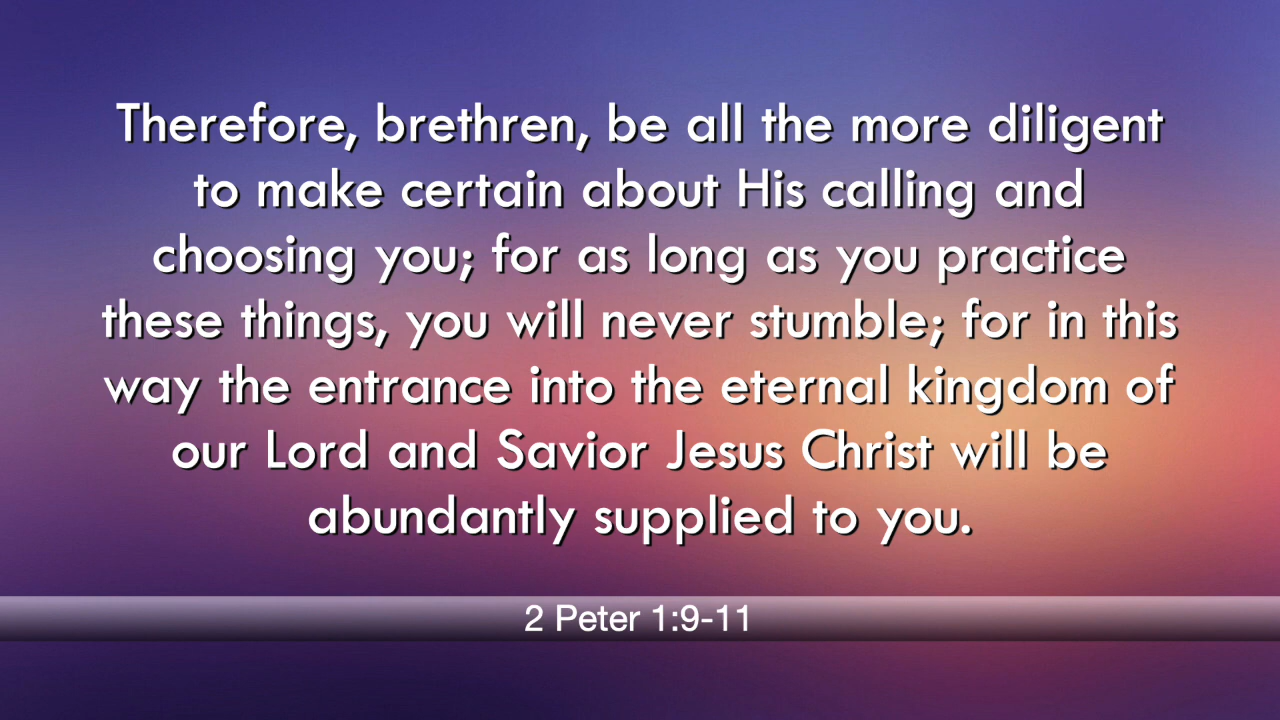 Therefore, brethren, be all the more diligent
to make certain about His calling and
choosing you; for as long as you practice
these things, you will never stumble; for in this
way the entrance into the eternal kingdom of
our Lord and Savior Jesus Christ will be
abundantly supplied to you.
2 Peter 1:9-11